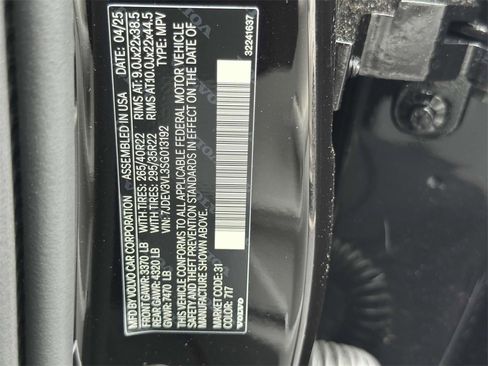 MFD BY VOLVO CAR CORPORATION ASSEMBLED IN USA DATE: 04/25
FRONT GAWR: 3370 LB WITH TIRES: 265/40R22 RIMS AT: 9.0Jx22x38.5
REAR GAWR: 4320 LB WITH TIRES: 295/35R22 RIMS AT:10.0Jx22x44.5
GVWR: 7470 LB VIN: 7JDEV3VL3SG013192 TYPE: MPV
THIS VEHICLE CONFORMS TO ALL APPLICABLE FEDERAL MOTOR VEHICLE
SAFETY AND THEFT PREVENTION STANDARDS IN EFFECT ON THE DATE OF
MANUFACTURE SHOWN ABOVE.
MARKET CODE: 31
COLOR: 717
32241637
VOLVO